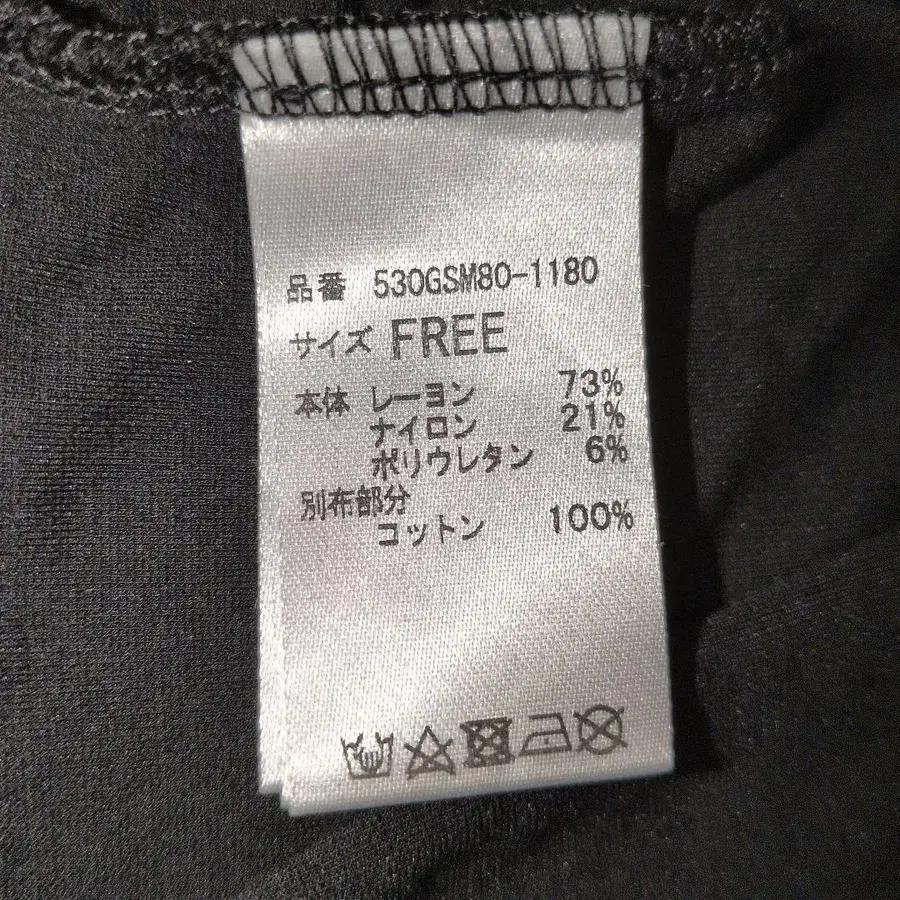 品番 530GSM80-1180
サイズ FREE
本体 レーヨン 73%
ナイロン 21%
ポリウレタン 6%
別布部分
コットン 100%